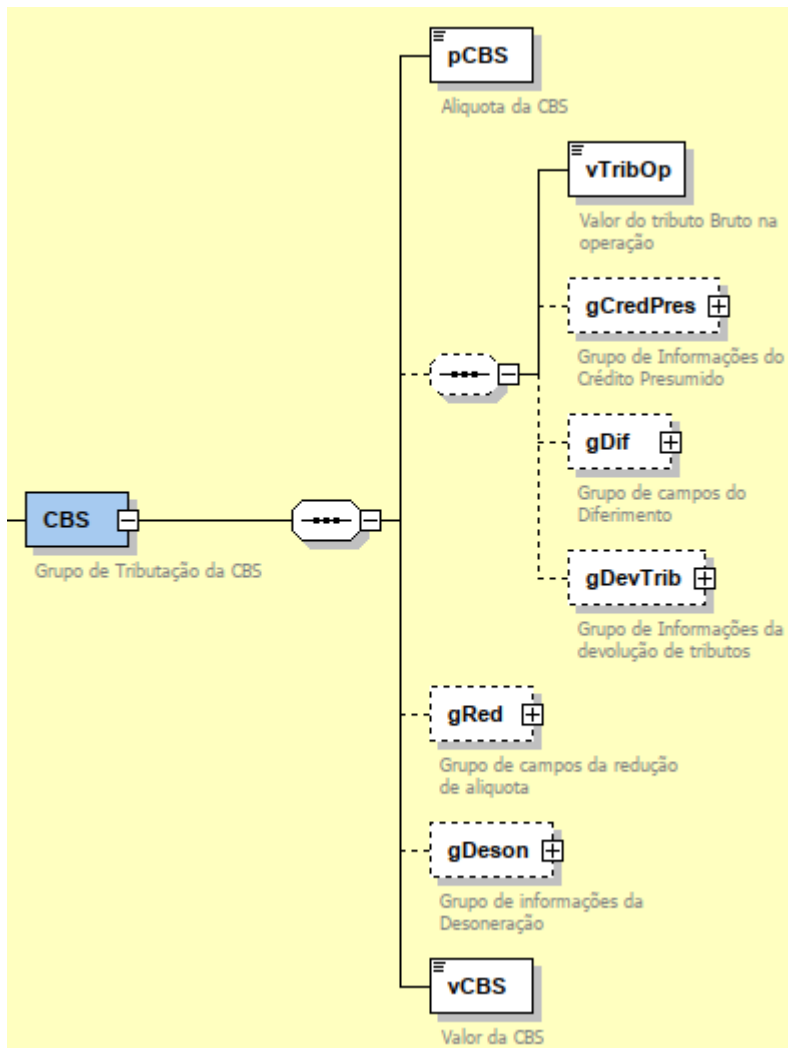 pCBS
Aliquota da CBS
vTribOp
Valor do tributo Bruto na
operação
gCredPres
Grupo de Informações do
Crédito Presumido
gDif
Grupo de campos do
Diferimento
CBS
Grupo de Tributação da CBS
gDevTrib
Grupo de Informações da
devolução de tributos
gRed
Grupo de campos da redução
de aliquota
gDeson
Grupo de informações da
Desoneração
vCBS
Valor da CBS